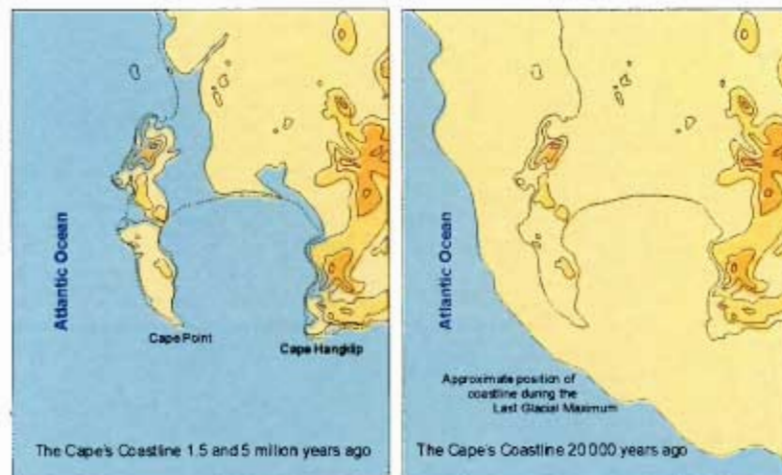 Atlantic Ocean
Cape Point
Cape Hangklip
The Cape's Coastline 1.5 and 5 million years ago
Atlantic Ocean
Approximate position of
coastline during the
Last Glacial Maximum
The Cape's Coastline 20 000 years ago